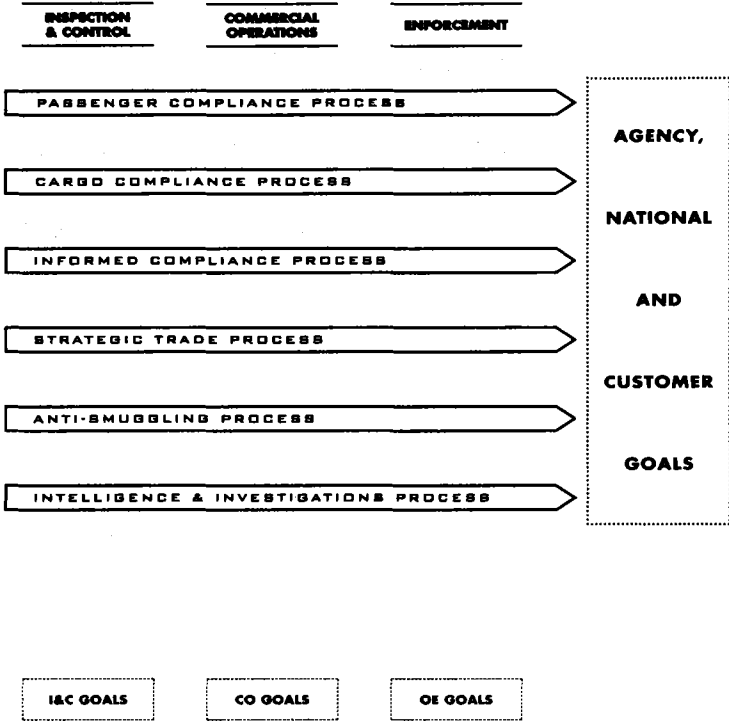 INSPECTION
& CONTROL
COMMERCIAL
OPERATIONS
ENFORCEMENT
PASSENGER COMPLIANCE PROCESS
CARGO COMPLIANCE PROCESS
INFORMED COMPLIANCE PROCESS
STRATEGIC TRADE PROCESS
ANTI-SMUGGLING PROCESS
INTELLIGENCE & INVESTIGATIONS PROCESS
AGENCY,
NATIONAL
AND
CUSTOMER
GOALS
I&C GOALS
CO GOALS
OE GOALS